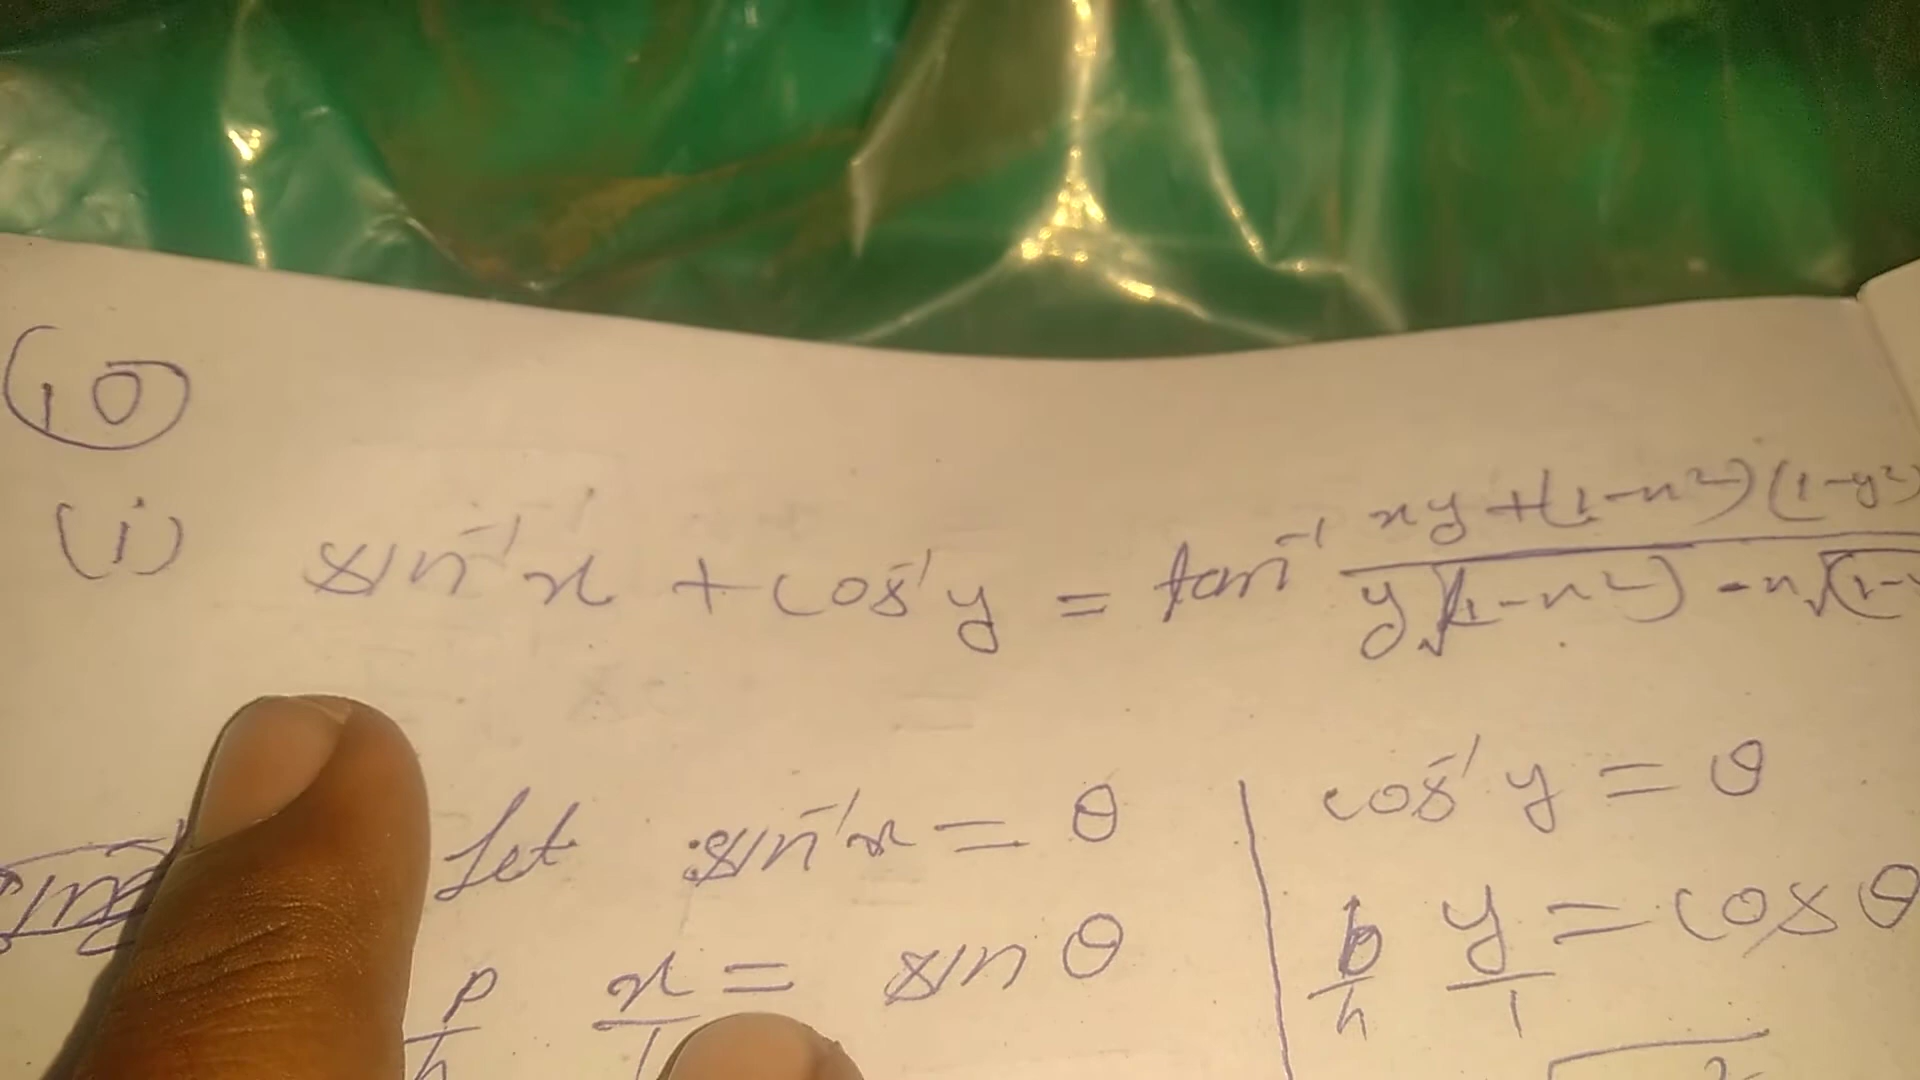 10
(i) sin⁻¹x + cos⁻¹y = tan⁻¹ xy + (1-x²)(1-y²) / y√(1-x²) - x√(1-
Let sin⁻¹x = θ | cos⁻¹y = θ
p/h x/1 = sin θ | b/h y/1 = cos θ